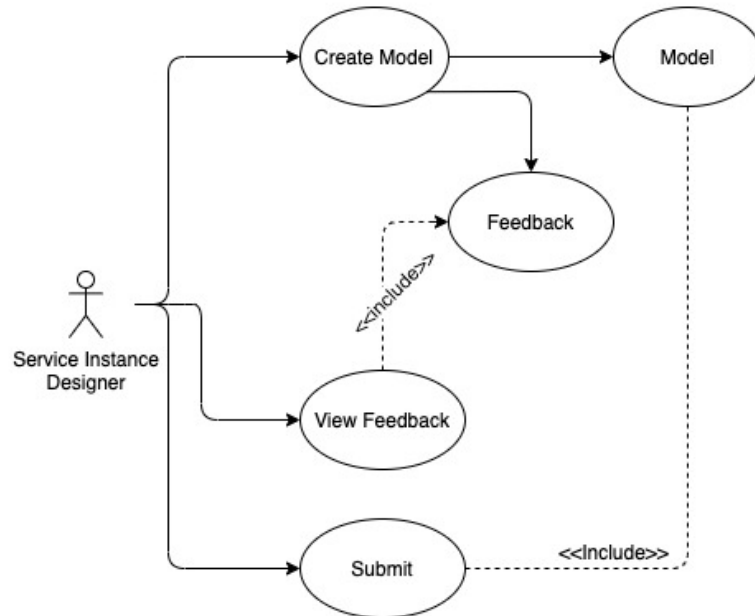 Create Model
Model
Feedback
<<include>>
Service Instance
Designer
View Feedback
<<Include>>
Submit